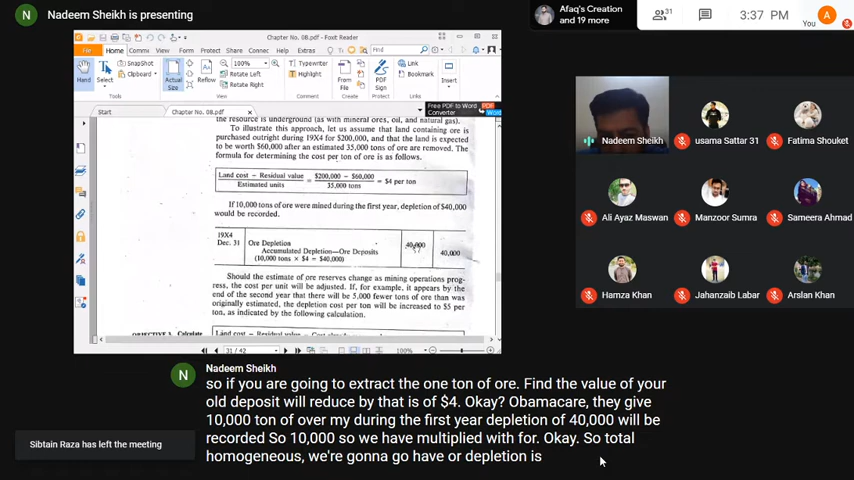 N Nadeem Sheikh is presenting
Afaq's Creation
and 19 more
31
3:37 PM
A
You
Chapter No. 08.pdf - Foxit Reader
File Home Comment View Form Protect Share Connect Help Extras Find
Hand
Select
SnapShot
Clipboard
Actual
Size
Reflow
100%
Rotate Left
Rotate Right
Typewriter
Highlight
From
File
PDF
Sign
Link
Bookmark
Insert
Tools
View
Start
Chapter No. 08.pdf
Free PDF to Word
Converter
PDF
Word
the resource is underground (as with mineral ores, oil, and natural gas).
To illustrate this approach, let us assume that land containing ore is
purchased outright during 19X4 for $200,000, and that the land is expected
to be worth $60,000 after an estimated 35,000 tons of ore are removed. The
formula for determining the cost per ton of ore is as follows.
Land cost - Residual value
Estimated units
=
$200,000 - $60,000
35,000 tons
= $4 per ton
If 10,000 tons of ore were mined during the first year, depletion of $40,000
would be recorded.
19X4
Dec. 31
Ore Depletion
40,000
Accumulated Depletion—Ore Deposits
40,000
(10,000 tons × $4 = $40,000)
Should the estimate of ore reserves change as mining operations prog-
ress, the cost per unit will be adjusted. If, for example, it appears by the
end of the second year that there will be 5,000 fewer tons of ore than was
originally estimated, the depletion cost per ton will be increased to $5 per
ton, as indicated by the following calculation.
OBJECTIVE 3. Calculate
31 / 42
100%
Nadeem Sheikh
usama Sattar 31
Fatima Shouket
Ali Ayaz Maswan
Manzoor Sumra
Sameera Ahmad
Hamza Khan
Jahanzaib Labar
Arslan Khan
N Nadeem Sheikh
so if you are going to extract the one ton of ore. Find the value of your
old deposit will reduce by that is of $4. Okay? Obamacare, they give
10,000 ton of over my during the first year depletion of 40,000 will be
recorded So 10,000 so we have multiplied with for. Okay. So total
homogeneous, we're gonna go have or depletion is
Sibtain Raza has left the meeting